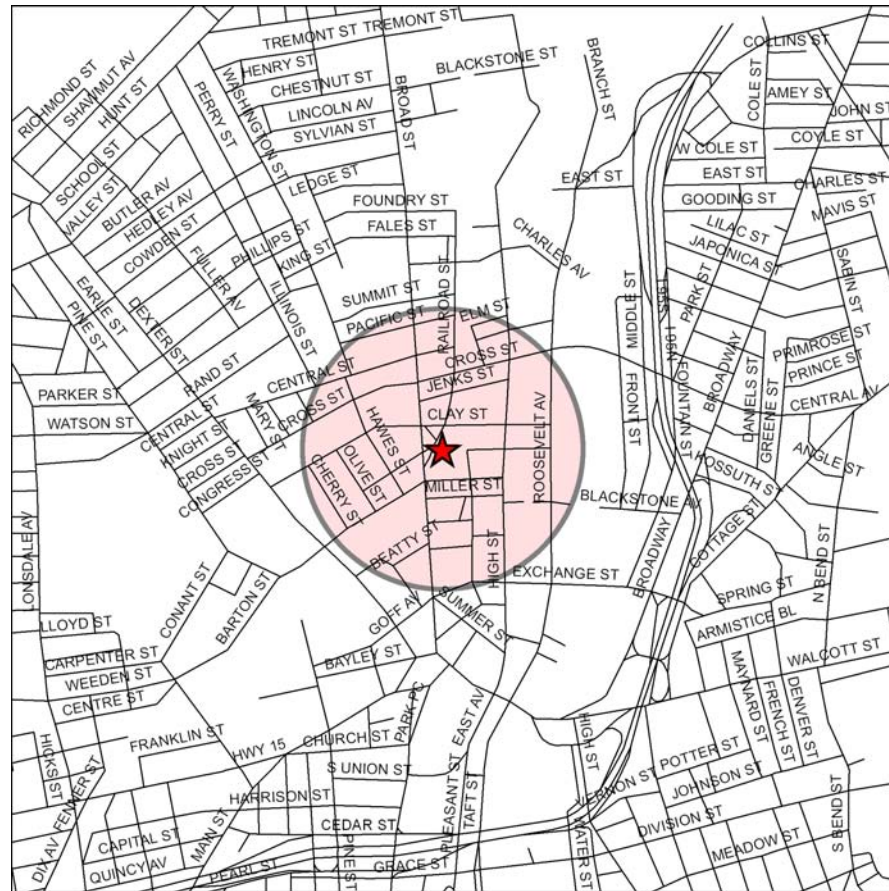 COLLINS ST
TREMONT ST
TREMONT ST
BRANCH ST
HENRY ST
BLACKSTONE ST
RICHMOND ST
SHAWMUT AV
HUNT ST
PERRY ST
WASHINGTON ST
CHESTNUT ST
BROAD ST
COLE ST
AMEY ST
LINCOLN AV
JOHN ST
SYLVIAN ST
COYLE ST
W COLE ST
SCHOOL ST
LEDGE ST
EAST ST
EAST ST
CHARLES ST
VALLEY ST
BUTLER AV
FOUNDRY ST
GOODING ST
MAVIS ST
HEDLEY AV
FALES ST
CHARLES AV
LILAC ST
COWDEN ST
PHILLIPS ST
JAPONICA ST
KING ST
FULLER AV
SABIN ST
EARLE ST
PINE ST
DEXTER ST
ILLINOIS ST
SUMMIT ST
RAILROAD ST
MIDDLE ST
I-95S
I-95N
PARK ST
PACIFIC ST
ELM ST
PRIMROSE ST
BROADWAY
CROSS ST
PRINCE ST
RAND ST
CENTRAL ST
JENKS ST
FRONT ST
FOUNTAIN ST
DANIELS ST
GREENE ST
CENTRAL AV
PARKER ST
CROSS ST
WATSON ST
CENTRAL ST
MARY ST
HAWES ST
CLAY ST
ROOSEVELT AV
KNIGHT ST
CROSS ST
CONGRESS ST
CHERRY ST
OLIVE ST
KOSSUTH ST
ANGLE ST
MILLER ST
BLACKSTONE AV
LONSDALE AV
BEATTY ST
HIGH ST
BROADWAY
COTTAGE ST
N BEND ST
EXCHANGE ST
CONANT ST
BARTON ST
GOFF AV
SUMMER ST
SPRING ST
LLOYD ST
ARMISTICE BL
CARPENTER ST
BAYLEY ST
WALCOTT ST
WEEDEN ST
CENTRE ST
MAYNARD ST
FRENCH ST
DENVER ST
HICKS ST
FRANKLIN ST
HWY 15
CHURCH ST
EAST AV
HIGH ST
POTTER ST
DIX AV
FENNER ST
S UNION ST
PLEASANT ST
TAFT ST
VERNON ST
JOHNSON ST
HARRISON ST
DIVISION ST
S BEND ST
CAPITAL ST
MAIN ST
CEDAR ST
WATER ST
MEADOW ST
QUINCY AV
PEARL ST
PINE ST
GRACE ST